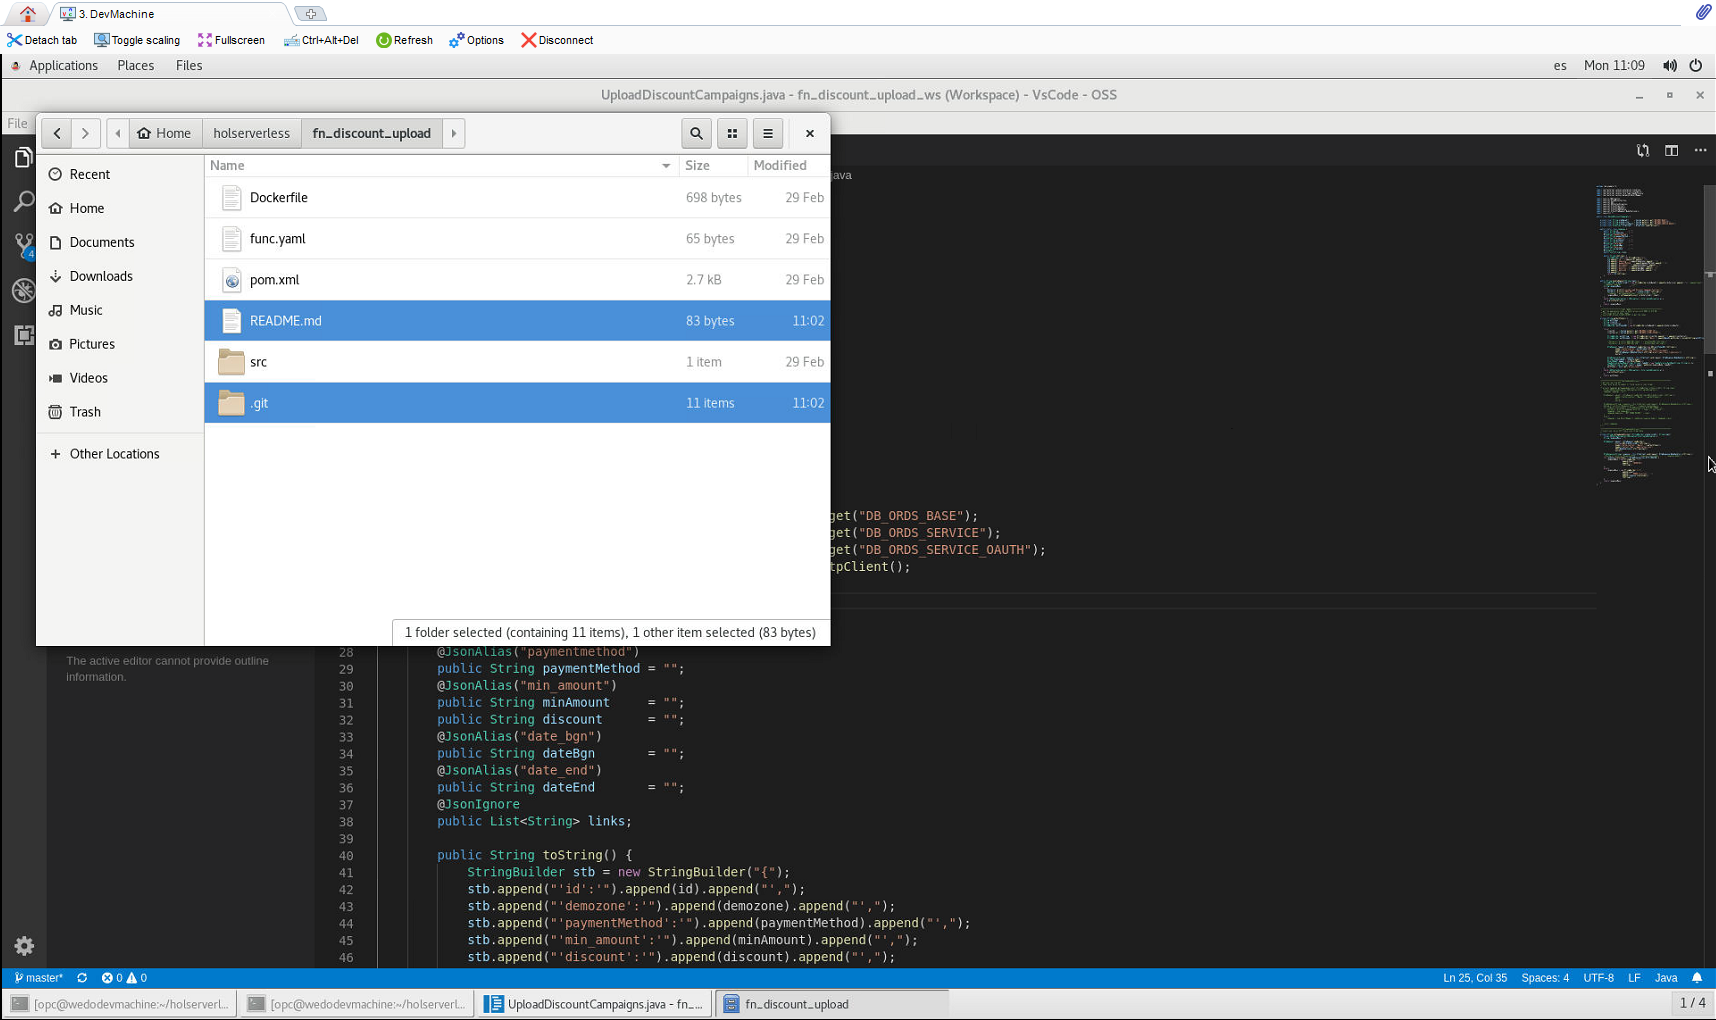 3. DevMachine
Detach tab
Toggle scaling
Fullscreen
Ctrl+Alt+Del
Refresh
Options
Disconnect
Applications
Places
Files
es
Mon 11:09
UploadDiscountCampaigns.java - fn_discount_upload_ws (Workspace) - VsCode - OSS
File
Home
holserverless
fn_discount_upload
java
Recent
Home
Documents
Downloads
Music
Pictures
Videos
Trash
Other Locations
Name Size Modified
Dockerfile 698 bytes 29 Feb
func.yaml 65 bytes 29 Feb
pom.xml 2.7 kB 29 Feb
README.md 83 bytes 11:02
src 1 item 29 Feb
.git 11 items 11:02
1 folder selected (containing 11 items), 1 other item selected (83 bytes)
4
get("DB_ORDS_BASE");
get("DB_ORDS_SERVICE");
get("DB_ORDS_SERVICE_OAUTH");
tpClient();
The active editor cannot provide outline
information.
28 @JsonAlias("paymentmethod")
29 public String paymentMethod = "";
30 @JsonAlias("min_amount")
31 public String minAmount = "";
32 public String discount = "";
33 @JsonAlias("date_bgn")
34 public String dateBgn = "";
35 @JsonAlias("date_end")
36 public String dateEnd = "";
37 @JsonIgnore
38 public List<String> links;
39
40 public String toString() {
41 StringBuilder stb = new StringBuilder("{");
42 stb.append("'id':'").append(id).append("',");
43 stb.append("'demozone':'").append(demozone).append("',");
44 stb.append("'paymentMethod':'").append(paymentMethod).append("',");
45 stb.append("'min_amount':'").append(minAmount).append("',");
46 stb.append("'discount':'").append(discount).append("',");
master*
0
0
Ln 25, Col 35
Spaces: 4
UTF-8
LF
Java
[opc@wedodevmachine:~/holserverl...
[opc@wedodevmachine:~/holserverl...
UploadDiscountCampaigns.java - fn_...
fn_discount_upload
1 / 4